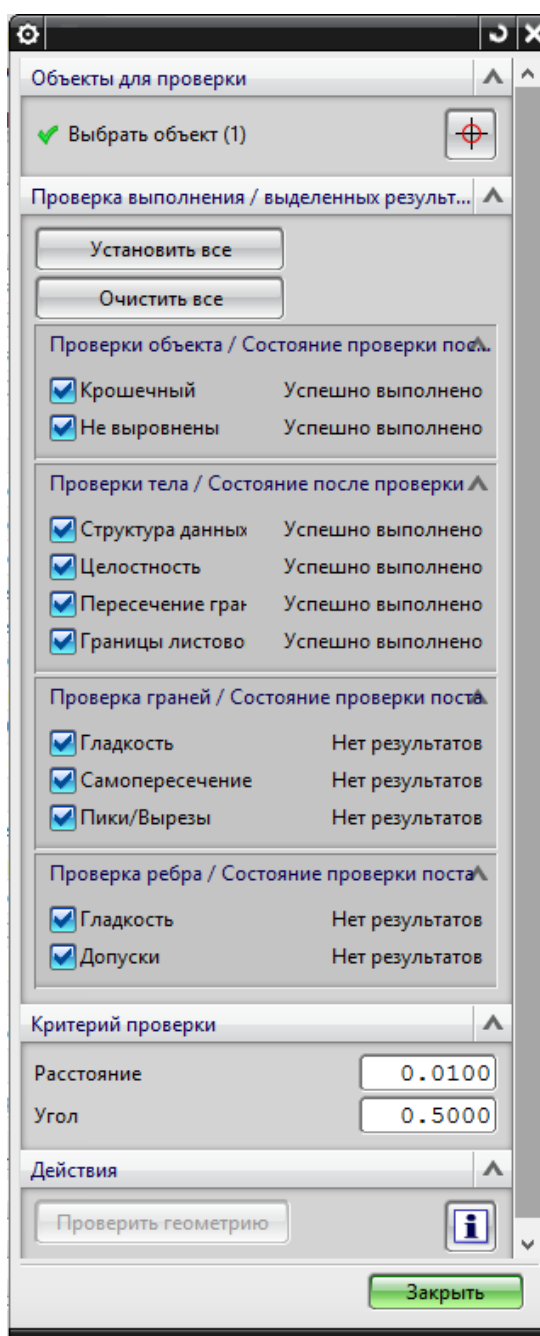 Объекты для проверки
Выбрать объект (1)
Проверка выполнения / выделенных результ...
Установить все
Очистить все
Проверки объекта / Состояние проверки пос...
Крошечный Успешно выполнено
Не выровнены Успешно выполнено
Проверки тела / Состояние после проверки
Структура данных Успешно выполнено
Целостность Успешно выполнено
Пересечение гран Успешно выполнено
Границы листово Успешно выполнено
Проверка граней / Состояние проверки поста
Гладкость Нет результатов
Самопересечение Нет результатов
Пики/Вырезы Нет результатов
Проверка ребра / Состояние проверки поста
Гладкость Нет результатов
Допуски Нет результатов
Критерий проверки
Расстояние 0.0100
Угол 0.5000
Действия
Проверить геометрию
Закрыть